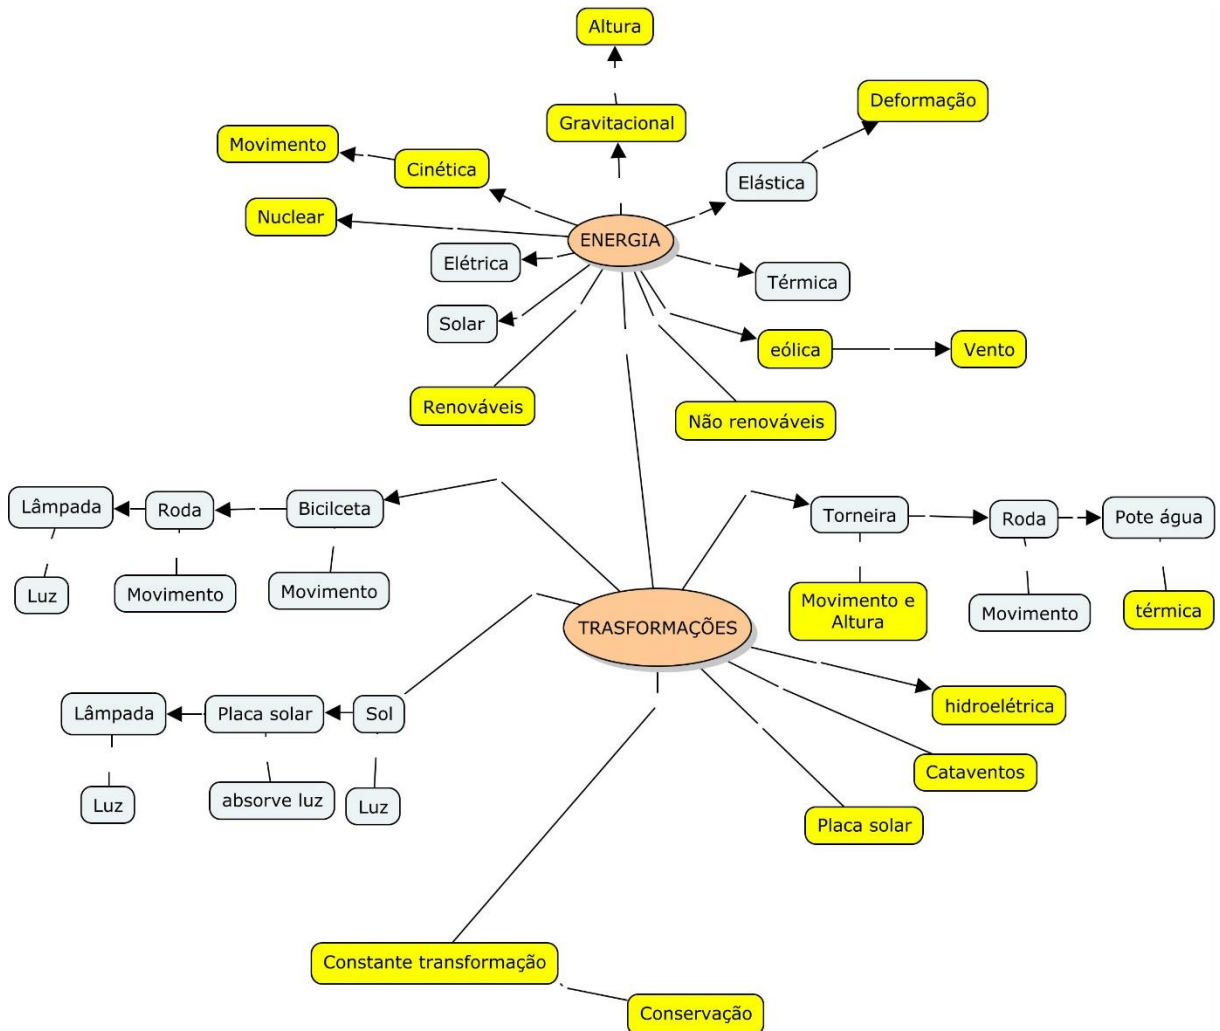 Altura
Deformação
Gravitacional
Movimento
Cinética
Elástica
Nuclear
ENERGIA
Elétrica
Térmica
Solar
eólica
Vento
Renováveis
Não renováveis
Lâmpada
Roda
Bicilceta
Torneira
Roda
Pote água
Luz
Movimento
Movimento
Movimento e
Altura
Movimento
térmica
TRASFORMAÇÕES
Lâmpada
Placa solar
Sol
hidroelétrica
Cataventos
Luz
absorve luz
Luz
Placa solar
Constante transformação
Conservação